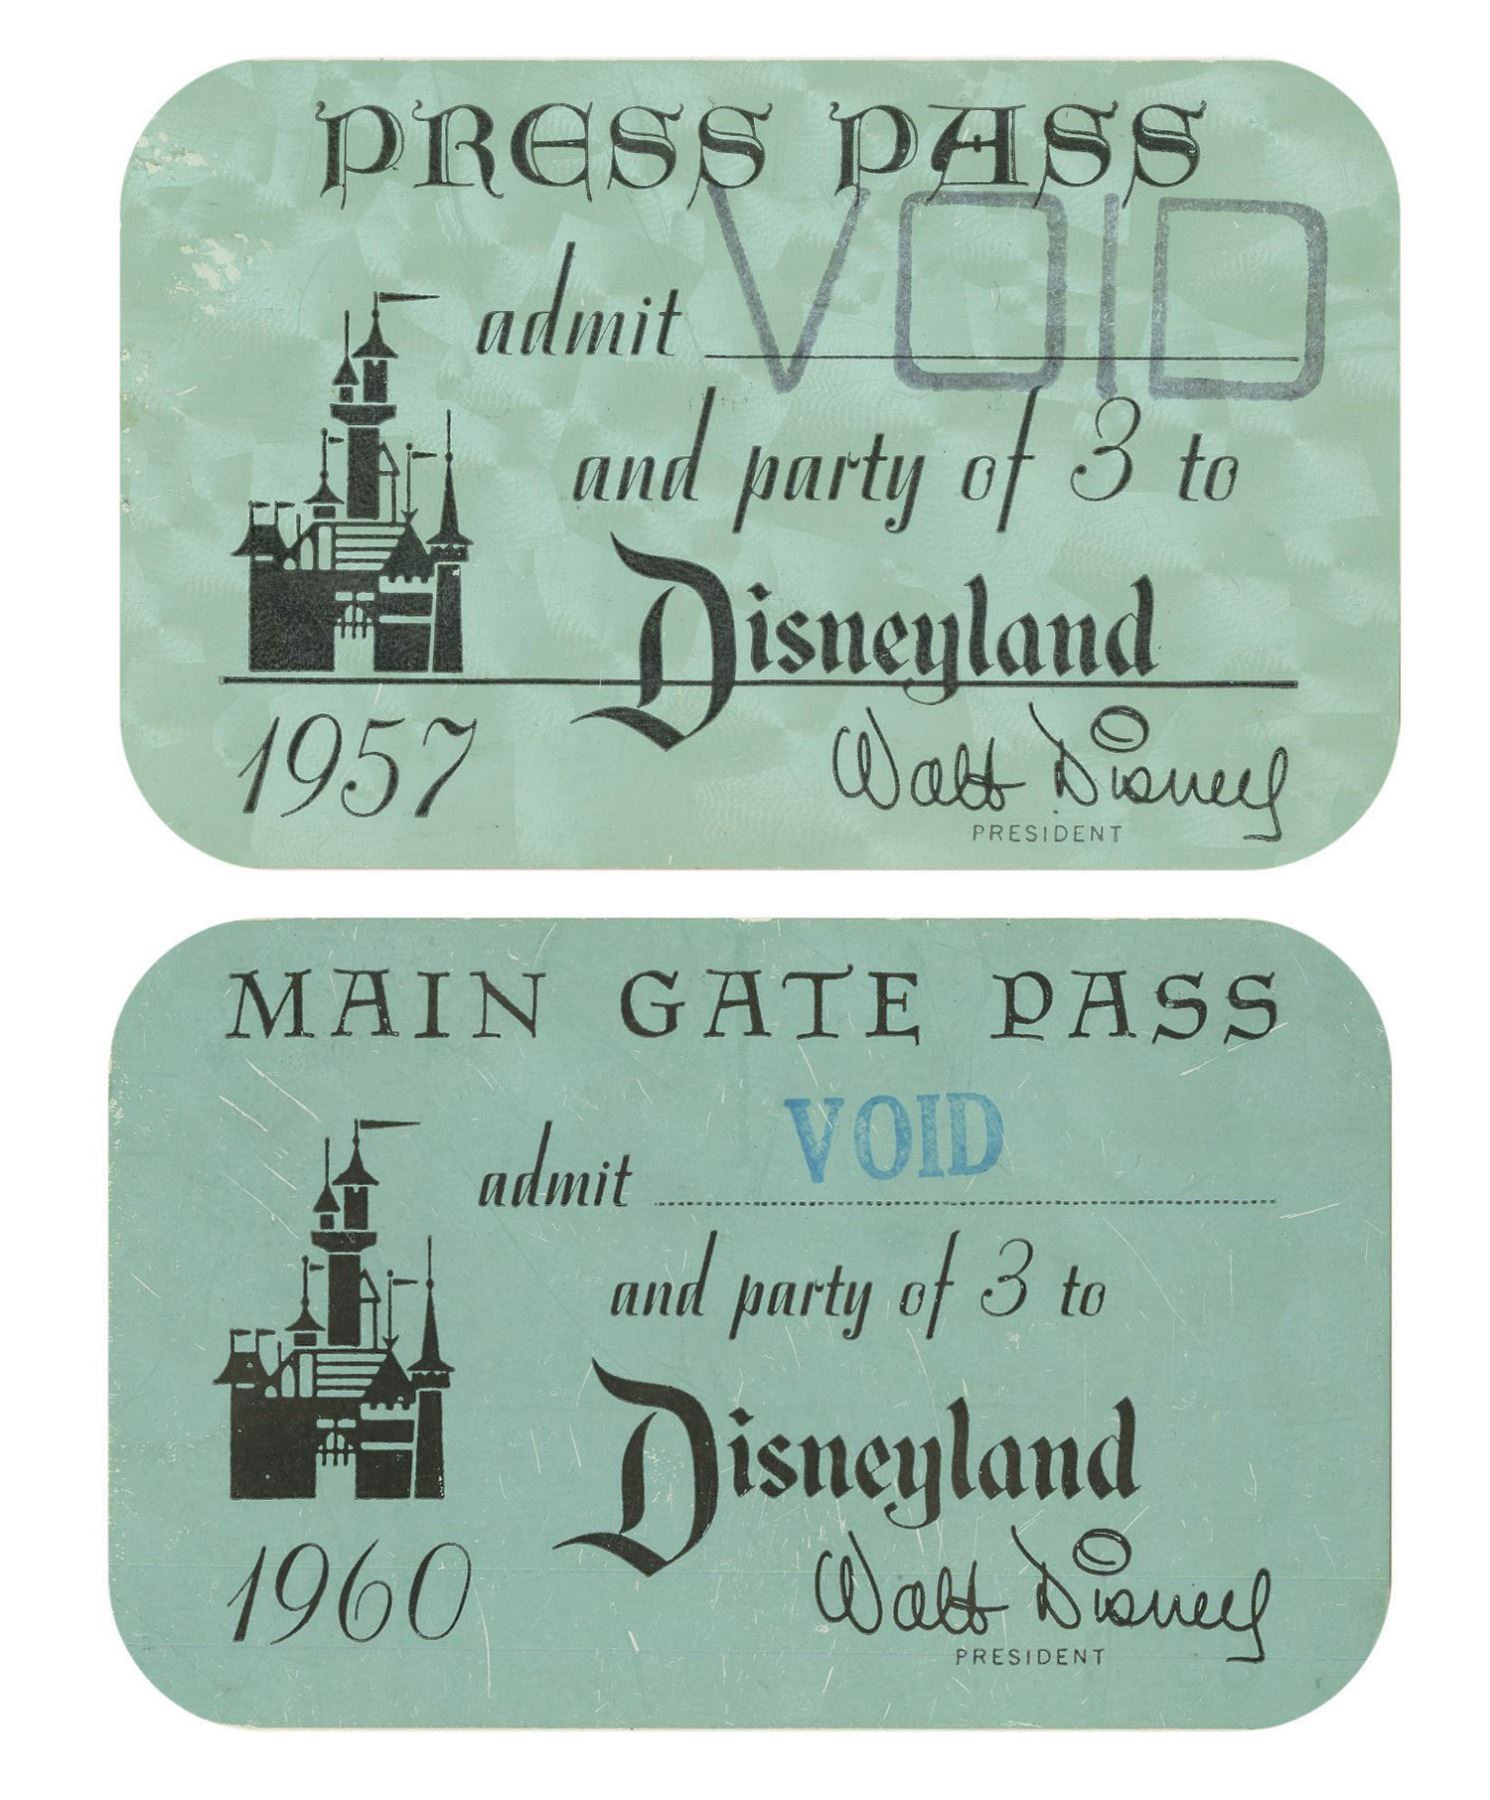 PRESS PASS
VOID
admit
and party of 3 to
Disneyland
1957
Walt Disney
PRESIDENT
MAIN GATE PASS
VOID
admit
and party of 3 to
Disneyland
1960
Walt Disney
PRESIDENT